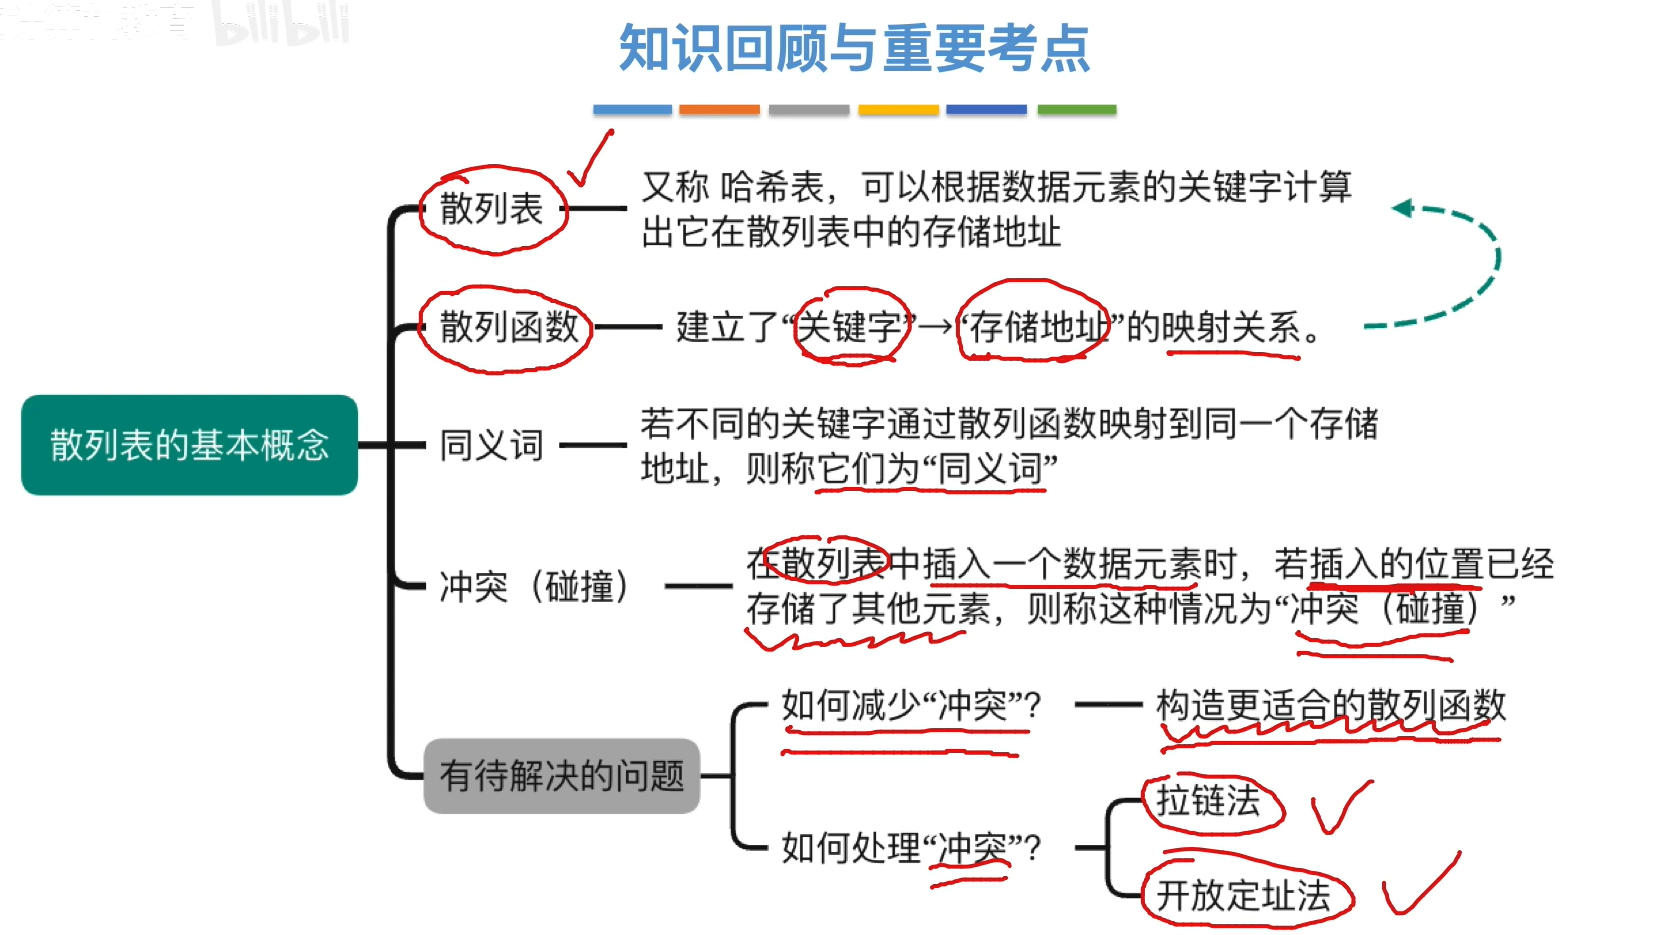 bilibili
知识回顾与重要考点
散列表
又称 哈希表，可以根据数据元素的关键字计算
出它在散列表中的存储地址
散列函数
建立了“关键字”→“存储地址”的映射关系。
散列表的基本概念
同义词
若不同的关键字通过散列函数映射到同一个存储
地址，则称它们为“同义词”
冲突（碰撞）
在散列表中插入一个数据元素时，若插入的位置已经
存储了其他元素，则称这种情况为“冲突（碰撞）”
有待解决的问题
如何减少“冲突”？
构造更适合的散列函数
如何处理“冲突”？
拉链法
开放定址法